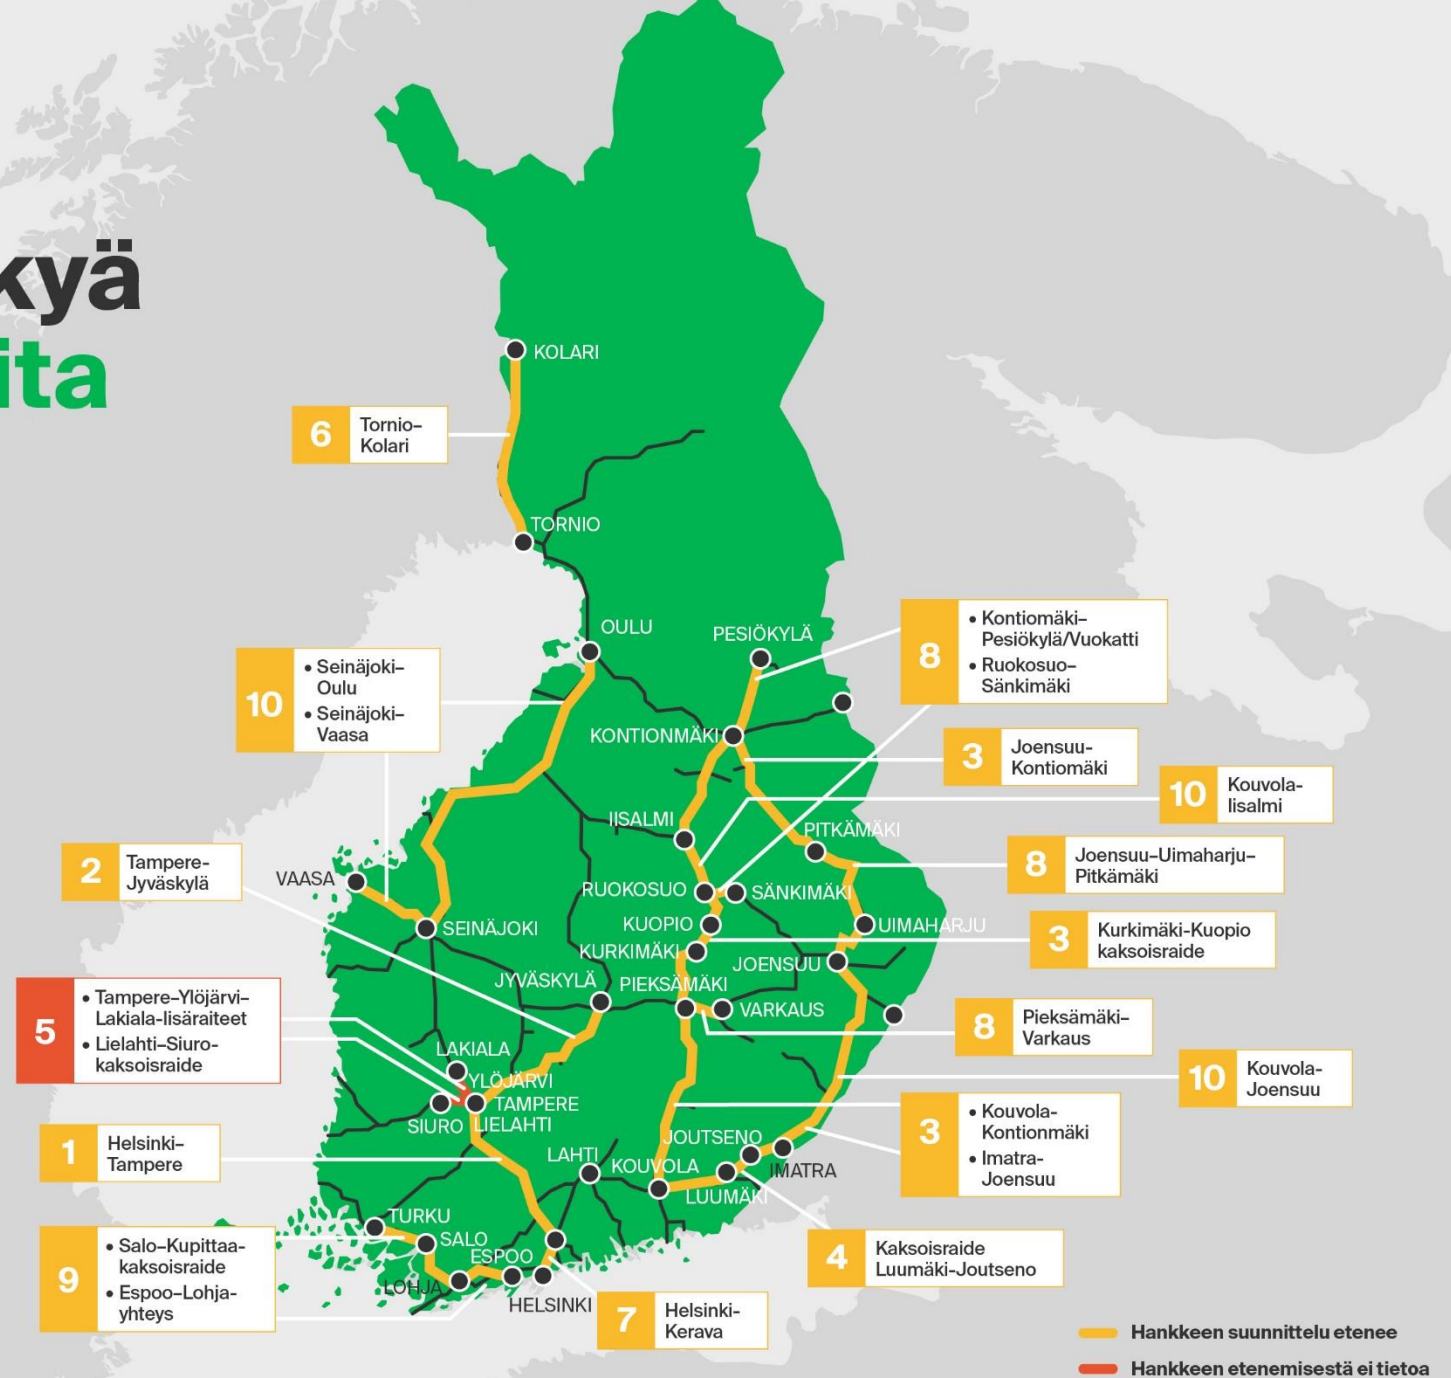 kyä
ita
KOLARI
6
Tornio–
Kolari
TORNIO
OULU
PESIÖKYLÄ
8
• Kontiomäki–
Pesiökylä/Vuokatti
• Ruokosuo–
Sänkimäki
10
• Seinäjoki–
Oulu
• Seinäjoki–
Vaasa
KONTIONMÄKI
3
Joensuu-
Kontiomäki
10
Kouvola-
Iisalmi
IISALMI
PITKÄMÄKI
2
Tampere-
Jyväskylä
8
Joensuu–Uimaharju–
Pitkämäki
VAASA
RUOKOSUO
SÄNKIMÄKI
SEINÄJOKI
KUOPIO
UIMAHARJU
3
Kurkimäki-Kuopio
kaksoisraide
KURKIMÄKI
JOENSUU
JYVÄSKYLÄ
PIEKSÄMÄKI
VARKAUS
5
• Tampere–Ylöjärvi–
Lakiala-lisäraiteet
• Lielahti–Siuro-
kaksoisraide
8
Pieksämäki–
Varkaus
LAKIALA
YLÖJÄRVI
TAMPERE
SIURO
LIELAHTI
10
Kouvola-
Joensuu
1
Helsinki–
Tampere
3
• Kouvola-
Kontionmäki
• Imatra-
Joensuu
LAHTI
KOUVOLA
JOUTSENO
IMATRA
LUUMÄKI
TURKU
SALO
ESPOO
LOHJA
HELSINKI
9
• Salo–Kupittaa-
kaksoisraide
• Espoo–Lohja-
yhteys
4
Kaksoisraide
Luumäki-Joutseno
7
Helsinki-
Kerava
Hankkeen suunnittelu etenee
Hankkeen etenemisestä ei tietoa